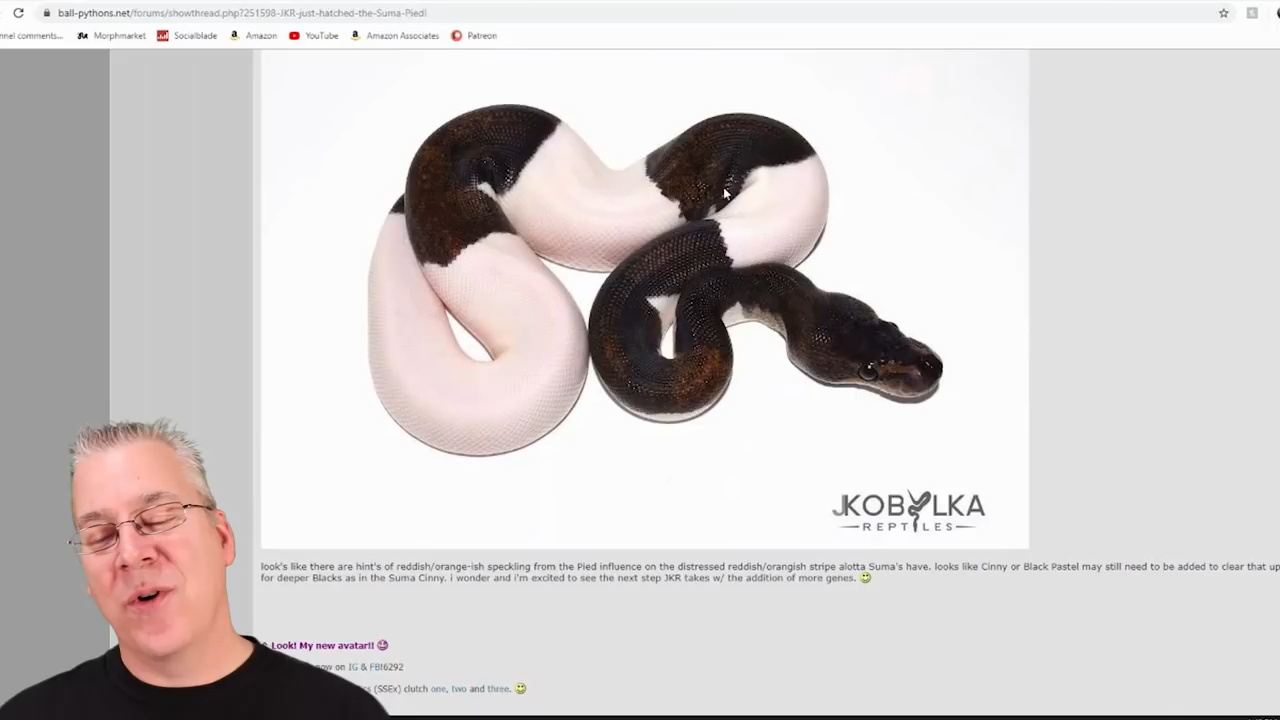 ball-pythons.net/forums/showthread.php?251598-JKR-just-hatched-the-Suma-Pied!
nnel comments... Morphmarket Socialblade Amazon YouTube Amazon Associates Patreon
JKOBYLKA
REPTILES
look's like there are hint's of reddish/orange-ish speckling from the Pied influence on the distressed reddish/orangish stripe alotta Suma's have. looks like Cinny or Black Pastel may still need to be added to clear that up
for deeper Blacks as in the Suma Cinny. i wonder and i'm excited to see the next step JKR takes w/ the addition of more genes.
Look! My new avatar!!
now on IG & FB!6292
(SSEx) clutch one, two and three.